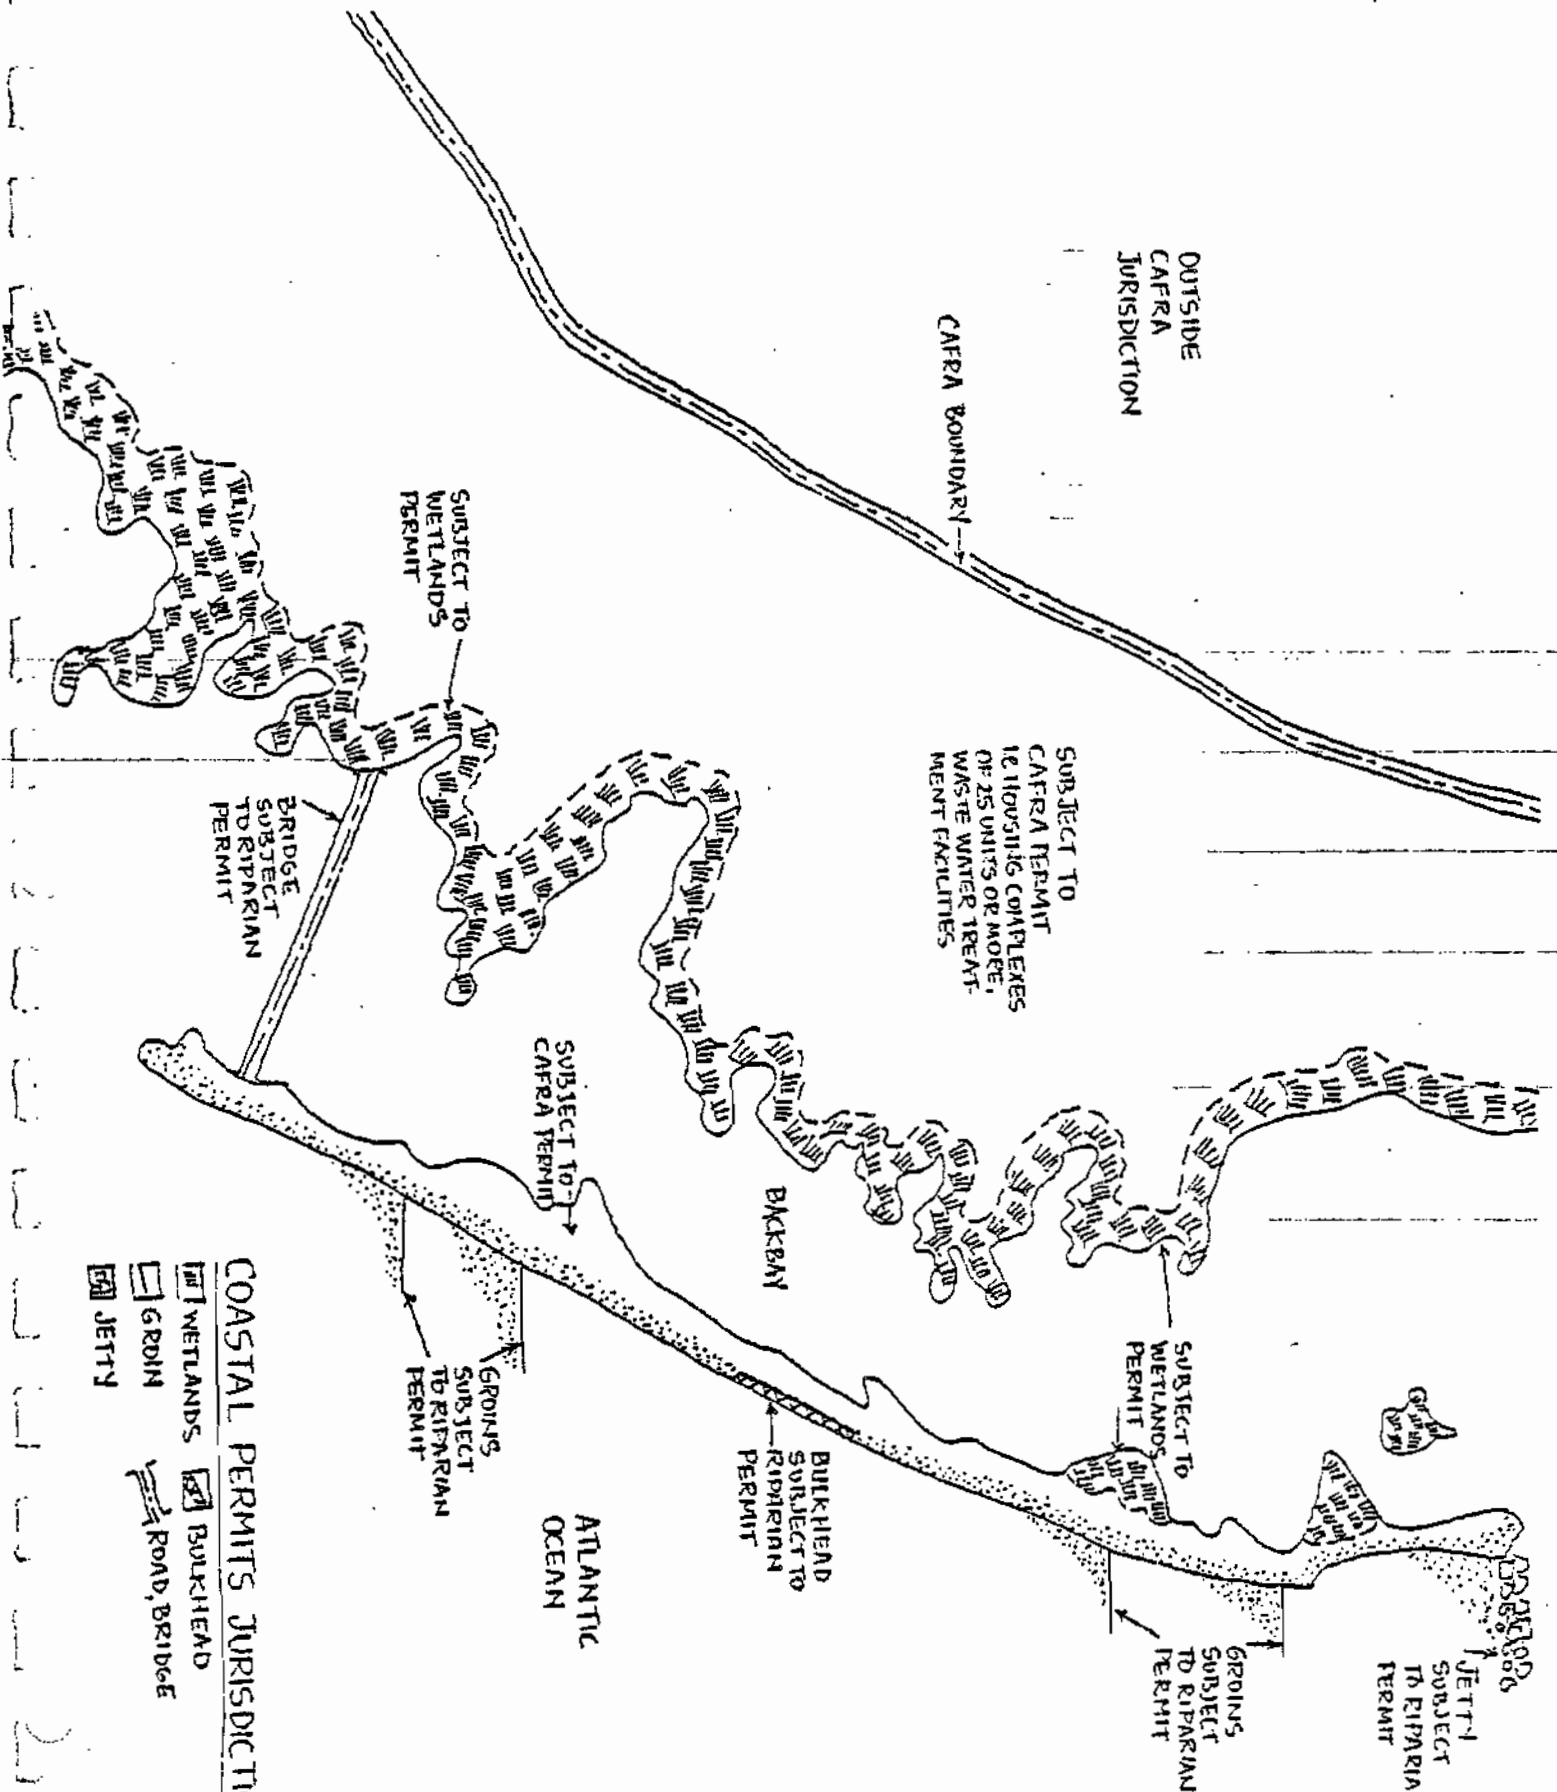 OUTSIDE
CAFRA
JURISDICTION
CAFRA BOUNDARY
SUBJECT TO
CAFRA PERMIT
I.E. HOUSING COMPLEXES
OF 25 UNITS OR MORE,
WASTE WATER TREAT-
MENT FACILITIES
SUBJECT TO
WETLANDS
PERMIT
BRIDGE
SUBJECT
TO RIPARIAN
PERMIT
SUBJECT TO
CAFRA PERMIT
BACKBAY
SUBJECT TO
WETLANDS
PERMIT
JETTY
SUBJECT
TO RIPARIA
PERMIT
GROINS
SUBJECT
TO RIPARIAN
PERMIT
BULKHEAD
SUBJECT TO
RIPARIAN
PERMIT
GROINS
SUBJECT
TO RIPARIAN
PERMIT
ATLANTIC
OCEAN
COASTAL PERMITS JURISDICTI
WETLANDS
BULKHEAD
GROIN
ROAD, BRIDGE
JETTY